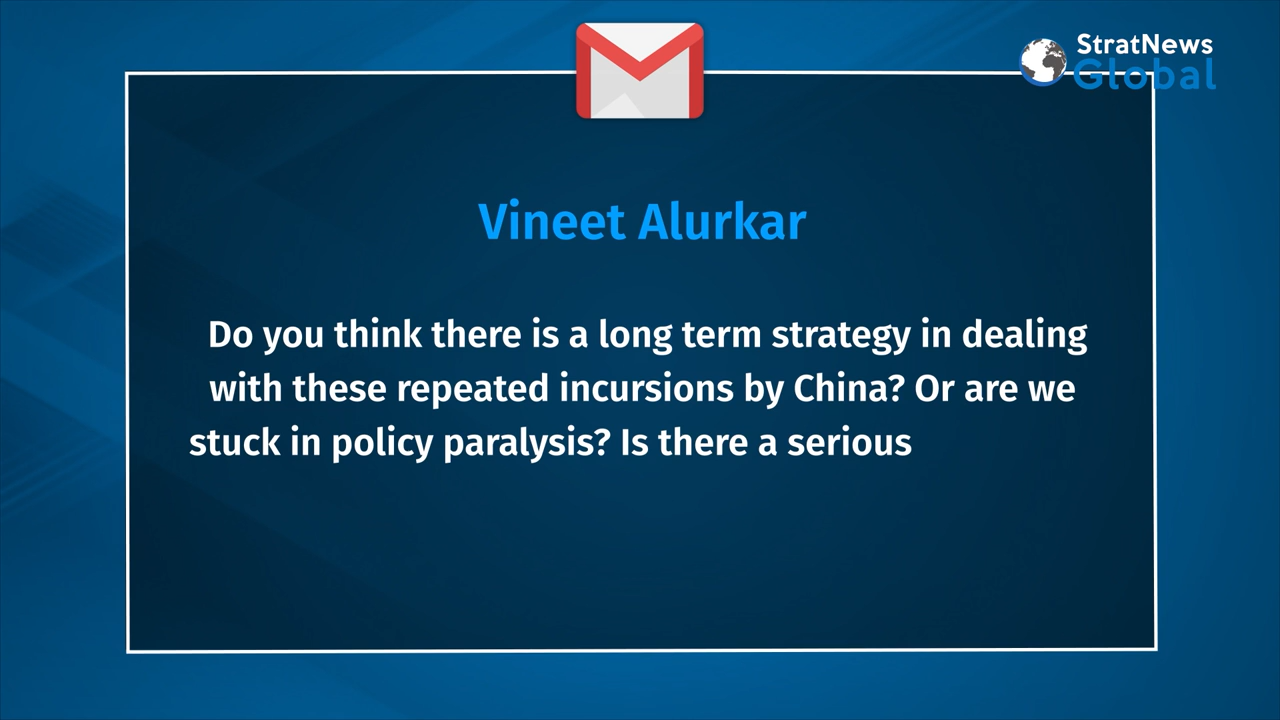 StratNews
Global
Vineet Alurkar
Do you think there is a long term strategy in dealing
with these repeated incursions by China? Or are we
stuck in policy paralysis? Is there a serious